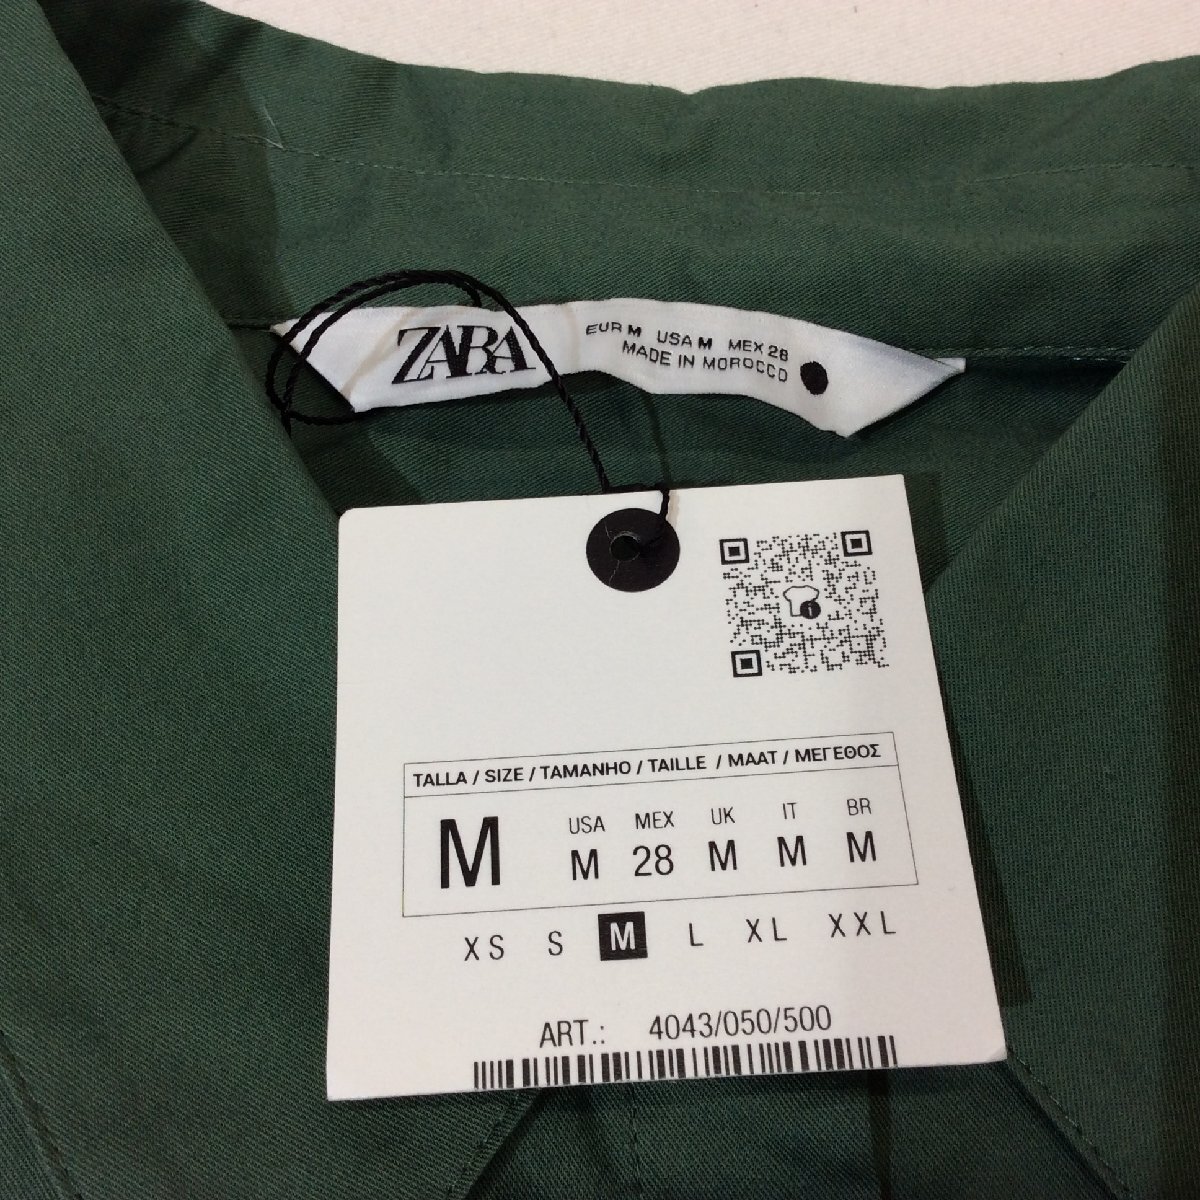 ZARA
EUR M USA M MEX 28
MADE IN MOROCCO
TALLA / SIZE / TAMANHO / TAILLE / MAAT / ΜΕΓΕΘΟΣ
M
USA MEX UK IT BR
M 28 M M M
XS S M L XL XXL
ART.: 4043/050/500